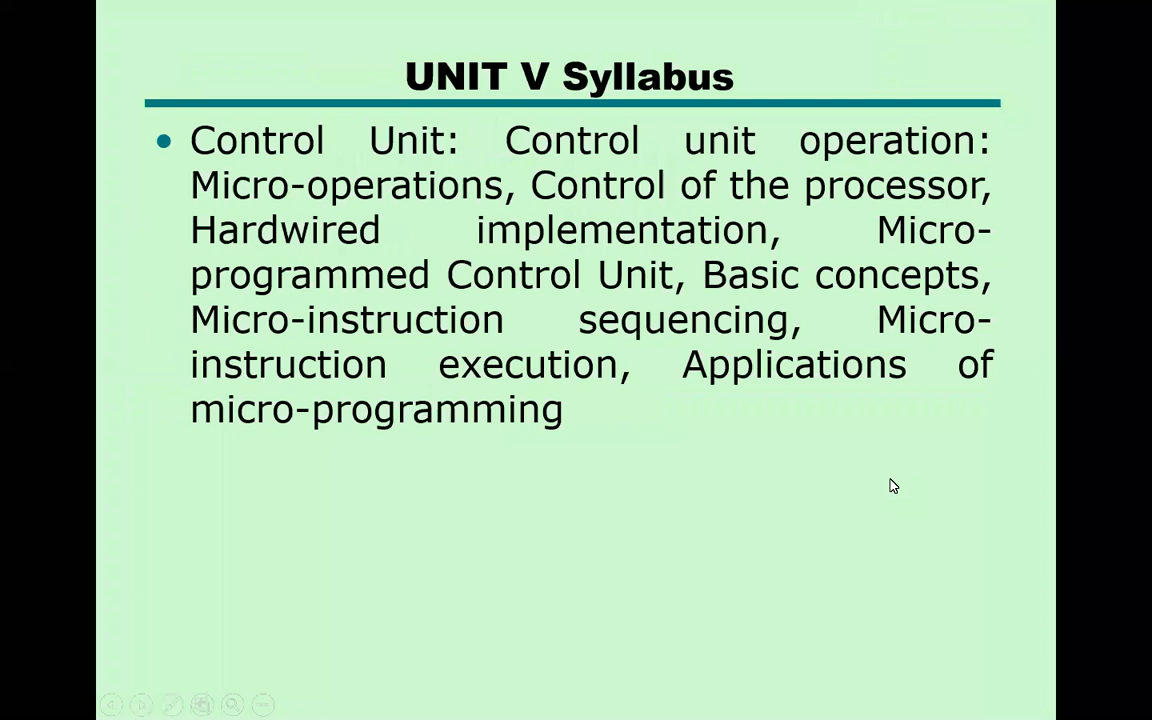 UNIT V Syllabus
• Control Unit: Control unit operation:
Micro-operations, Control of the processor,
Hardwired implementation, Micro-
programmed Control Unit, Basic concepts,
Micro-instruction sequencing, Micro-
instruction execution, Applications of
micro-programming